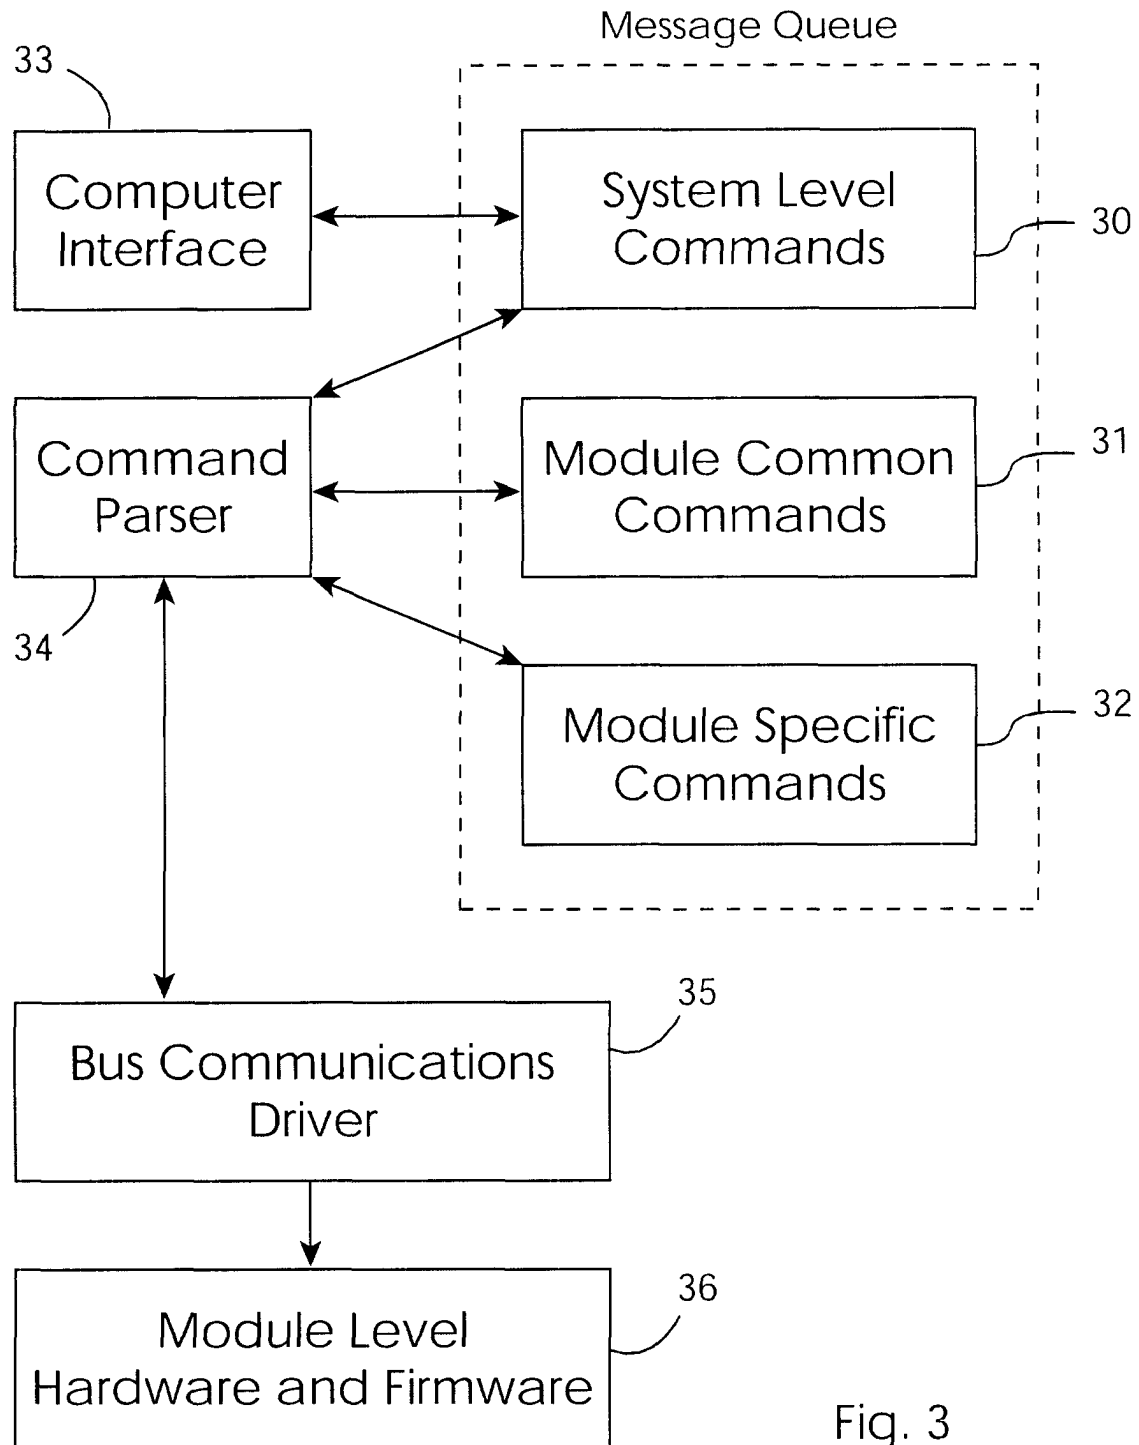 Message Queue
33
Computer
Interface
System Level
Commands
30
Command
Parser
34
Module Common
Commands
31
Module Specific
Commands
32
35
Bus Communications
Driver
36
Module Level
Hardware and Firmware
Fig. 3